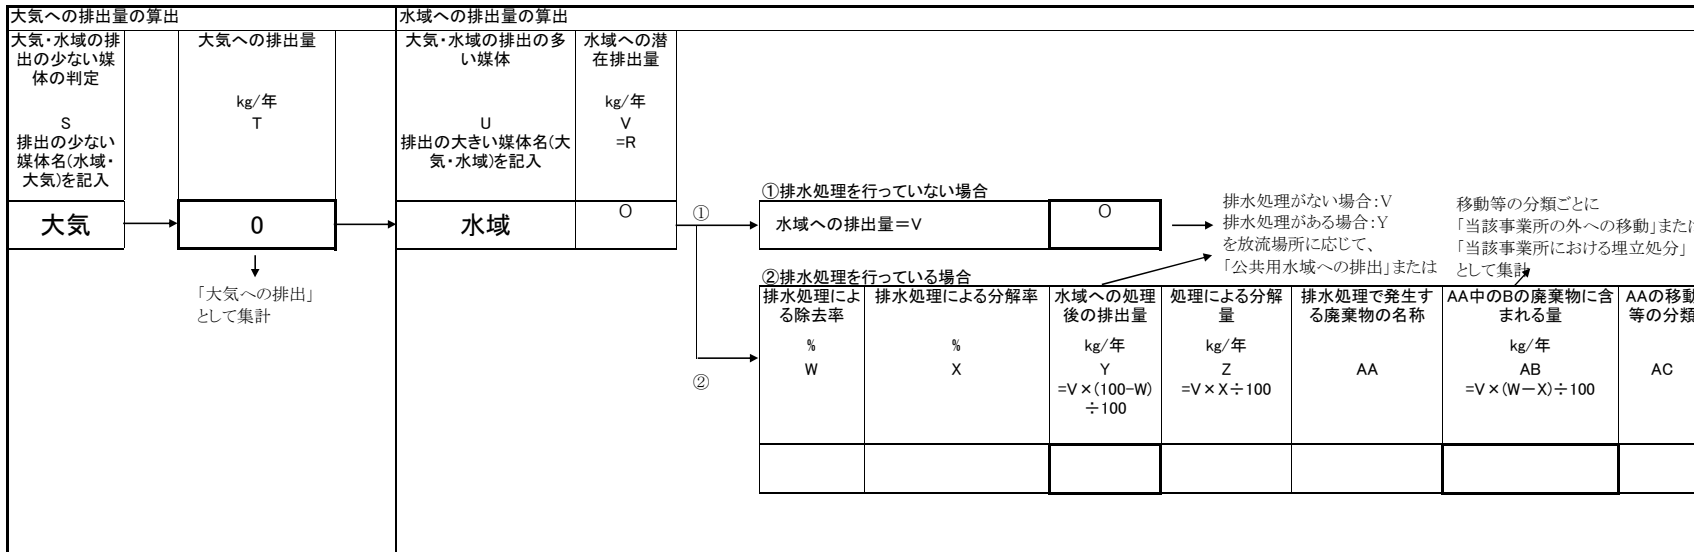 大気への排出量の算出
水域への排出量の算出
大気・水域の排
出の少ない媒
体の判定
S
排出の少ない
媒体名(水域・
大気)を記入
大気への排出量
kg/年
T
大気・水域の排出の多
い媒体
U
排出の大きい媒体名(大
気・水域)を記入
水域への潜
在排出量
kg/年
V
=R
大気
0
水域
0
「大気への排出」
として集計
①
②
①排水処理を行っていない場合
水域への排出量=V
0
排水処理がない場合:V
排水処理がある場合:Y
を放流場所に応じて、
「公共用水域への排出」または
移動等の分類ごとに
「当該事業所の外への移動」また
「当該事業所における埋立処分」
として集計
②排水処理を行っている場合
排水処理によ
る除去率
%
W
排水処理による分解率
%
X
水域への処理
後の排出量
kg/年
Y
=V×(100-W)
÷100
処理による分解
量
kg/年
Z
=V×X÷100
排水処理で発生す
る廃棄物の名称
AA
AA中のBの廃棄物に含
まれる量
kg/年
AB
=V×(W-X)÷100
AAの移動
等の分類
AC